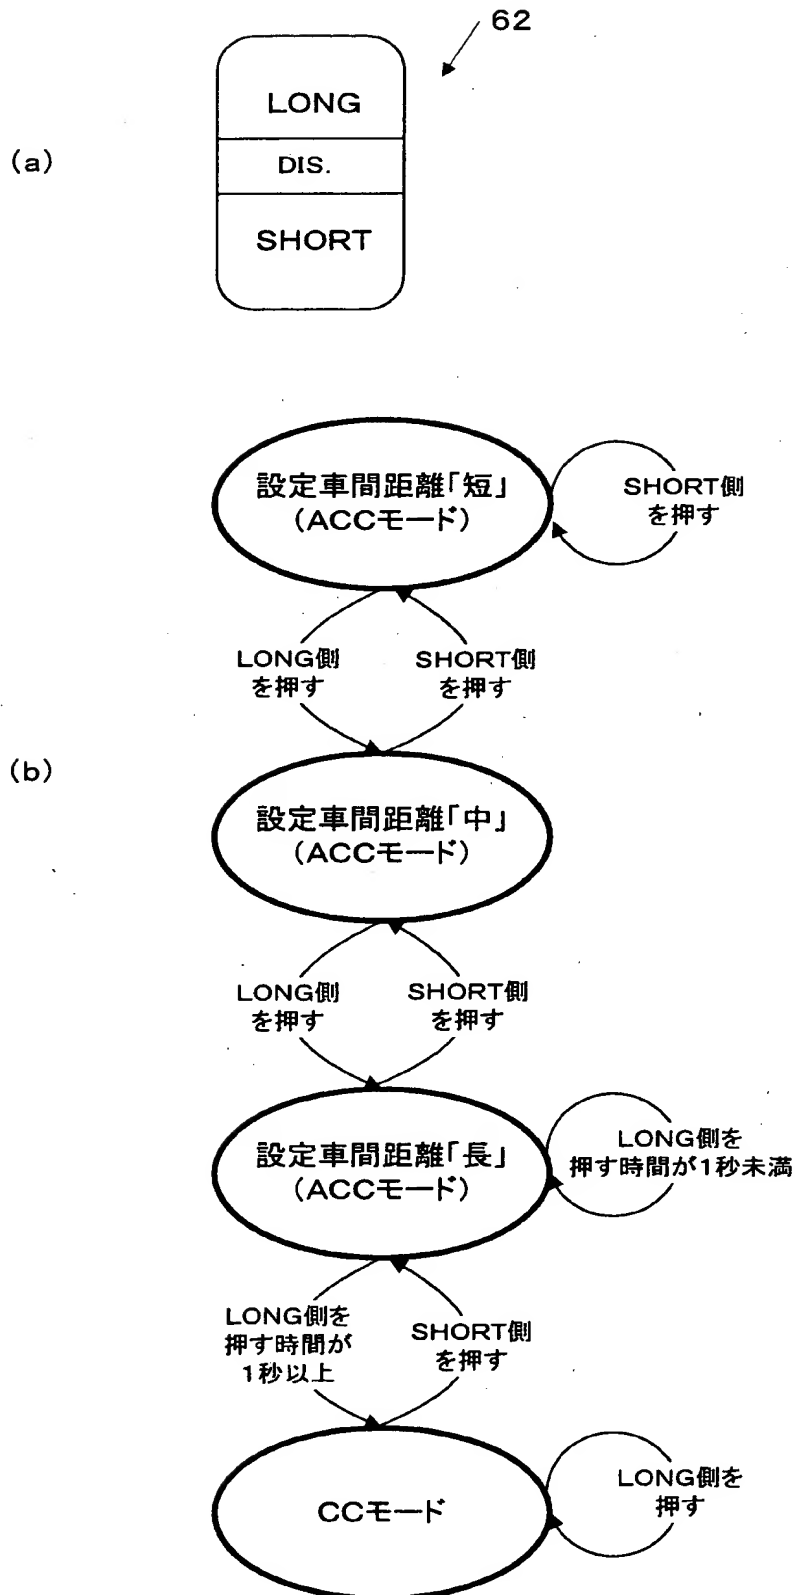 62
(a)
LONG
DIS.
SHORT
(b)
設定車間距離「短」
(ACCモード)
SHORT側
を押す
LONG側
を押す
SHORT側
を押す
設定車間距離「中」
(ACCモード)
LONG側
を押す
SHORT側
を押す
設定車間距離「長」
(ACCモード)
LONG側を
押す時間が1秒未満
LONG側を
押す時間が
1秒以上
SHORT側
を押す
CCモード
LONG側を
押す